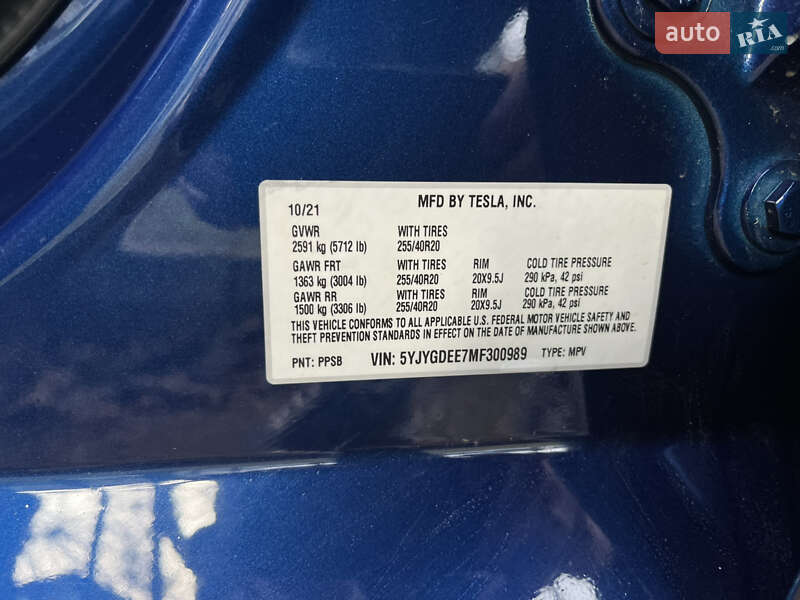 auto RIA
.com
10/21 MFD BY TESLA, INC.
GVWR WITH TIRES
2591 kg (5712 lb) 255/40R20
GAWR FRT WITH TIRES RIM COLD TIRE PRESSURE
1363 kg (3004 lb) 255/40R20 20X9.5J 290 kPa, 42 psi
GAWR RR WITH TIRES RIM COLD TIRE PRESSURE
1500 kg (3306 lb) 255/40R20 20X9.5J 290 kPa, 42 psi
THIS VEHICLE CONFORMS TO ALL APPLICABLE U.S. FEDERAL MOTOR VEHICLE SAFETY AND
THEFT PREVENTION STANDARDS IN EFFECT ON THE DATE OF MANUFACTURE SHOWN ABOVE.
PNT: PPSB VIN: 5YJYGDEE7MF300989 TYPE: MPV